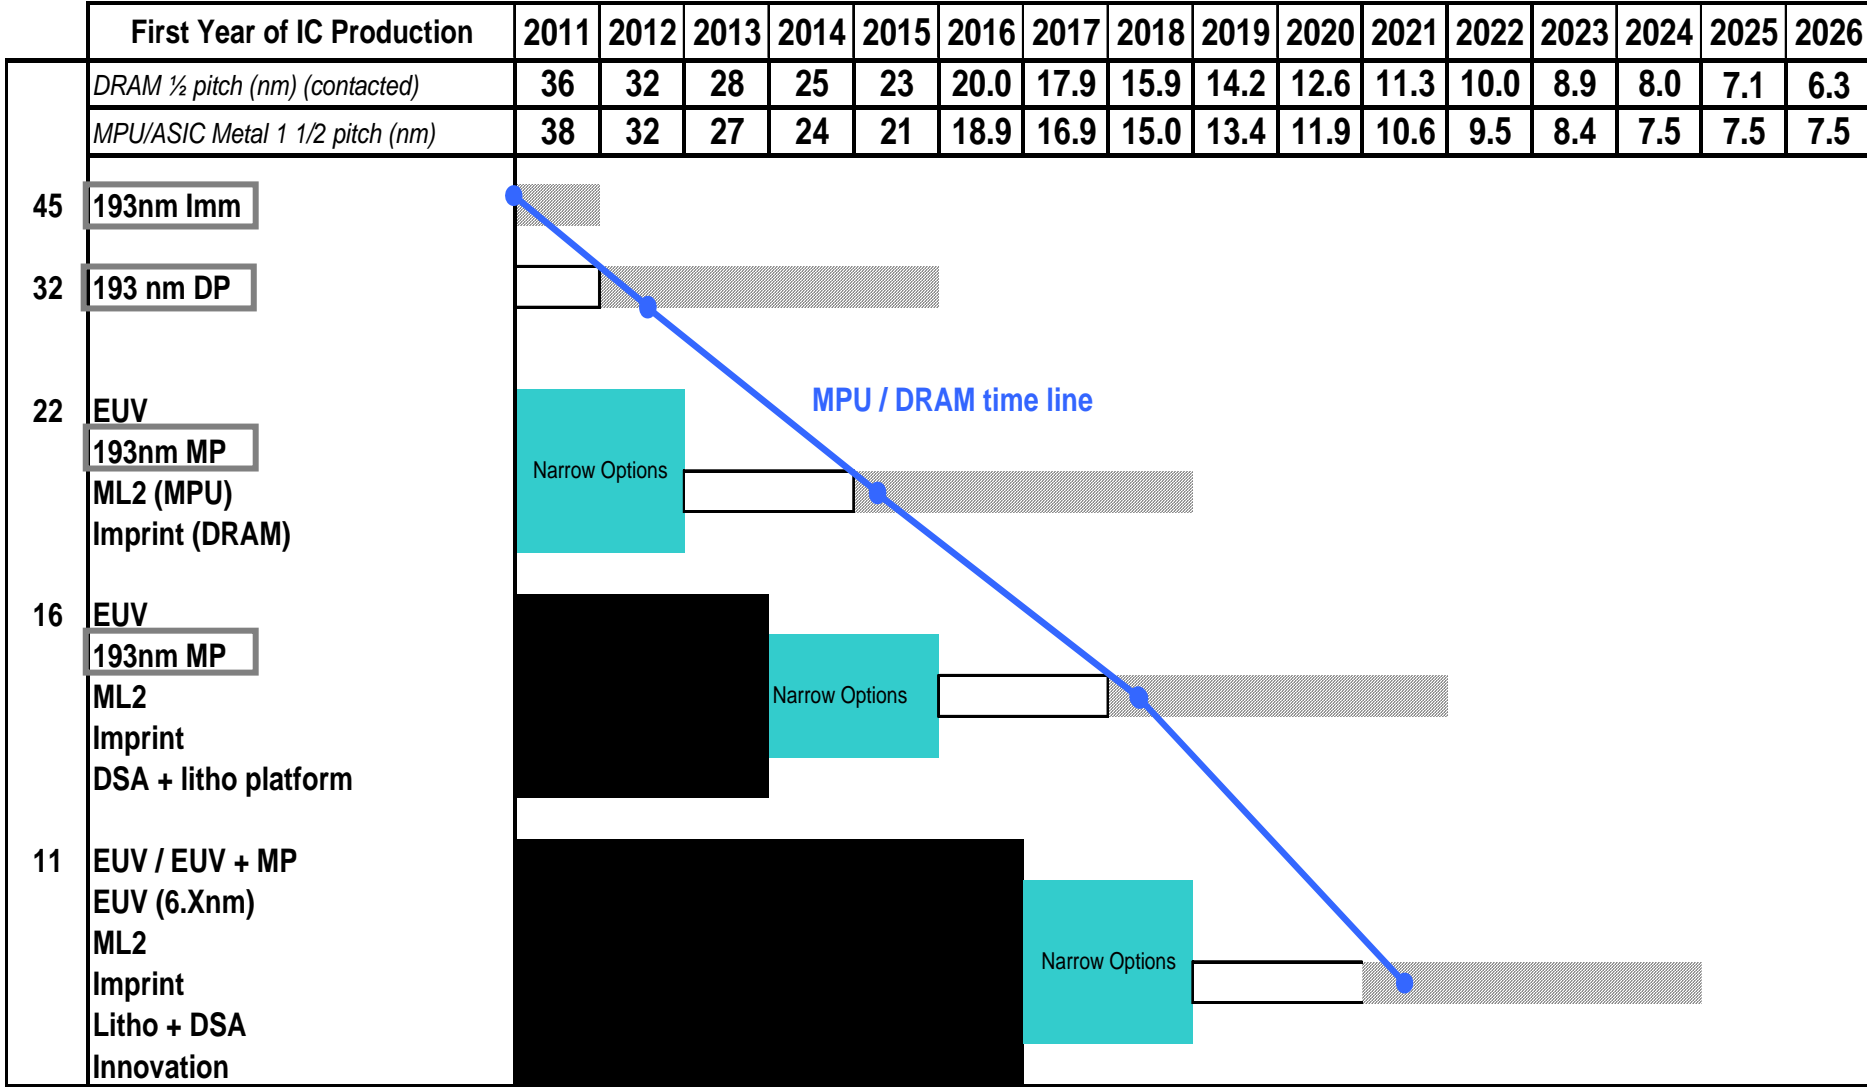 First Year of IC Production 2011 2012 2013 2014 2015 2016 2017 2018 2019 2020 2021 2022 2023 2024 2025 2026
DRAM ½ pitch (nm) (contacted) 36 32 28 25 23 20.0 17.9 15.9 14.2 12.6 11.3 10.0 8.9 8.0 7.1 6.3
MPU/ASIC Metal 1 1/2 pitch (nm) 38 32 27 24 21 18.9 16.9 15.0 13.4 11.9 10.6 9.5 8.4 7.5 7.5 7.5
45 193nm Imm
32 193 nm DP
MPU / DRAM time line
22 EUV
193nm MP
Narrow Options
ML2 (MPU)
Imprint (DRAM)
16 EUV
193nm MP
ML2 Narrow Options
Imprint
DSA + litho platform
11 EUV / EUV + MP
EUV (6.Xnm)
ML2
Narrow Options
Imprint
Litho + DSA
Innovation